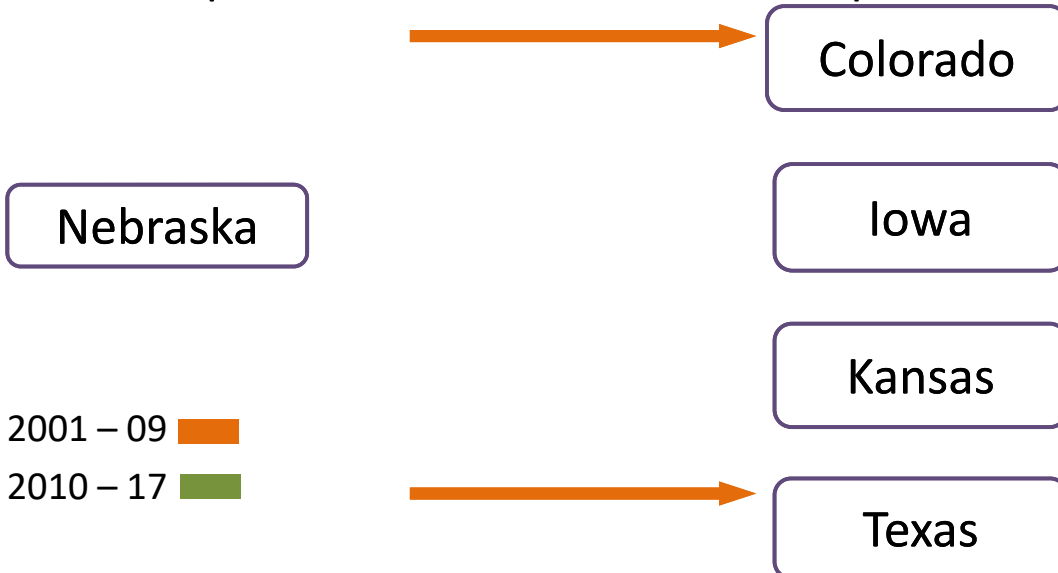 Colorado
Nebraska
Iowa
Kansas
2001 – 09
2010 – 17
Texas